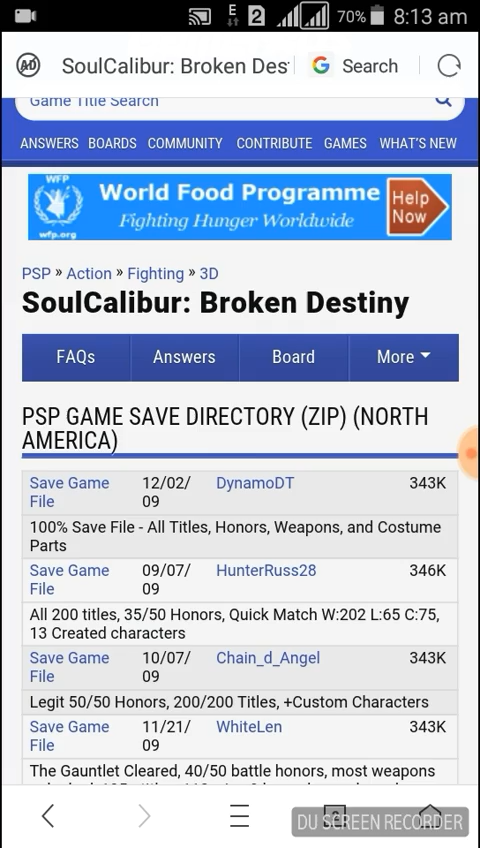 E 2 70% 8:13 am
AD SoulCalibur: Broken Des G Search
Game Title Search
ANSWERS BOARDS COMMUNITY CONTRIBUTE GAMES WHAT'S NEW
WFP
wfp.org
World Food Programme
Fighting Hunger Worldwide
Help
Now
PSP » Action » Fighting » 3D
SoulCalibur: Broken Destiny
FAQs Answers Board More
PSP GAME SAVE DIRECTORY (ZIP) (NORTH
AMERICA)
Save Game 12/02/ DynamoDT 343K
File 09
100% Save File - All Titles, Honors, Weapons, and Costume
Parts
Save Game 09/07/ HunterRuss28 346K
File 09
All 200 titles, 35/50 Honors, Quick Match W:202 L:65 C:75,
13 Created characters
Save Game 10/07/ Chain_d_Angel 343K
File 09
Legit 50/50 Honors, 200/200 Titles, +Custom Characters
Save Game 11/21/ WhiteLen 343K
File 09
The Gauntlet Cleared, 40/50 battle honors, most weapons
DU SCREEN RECORDER